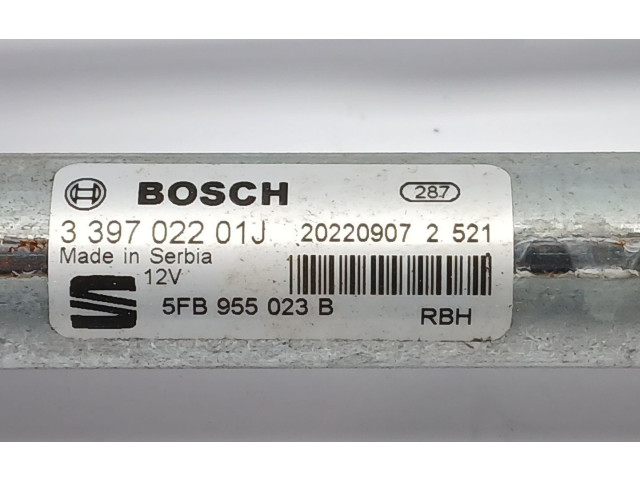 BOSCH 287
3 397 022 01J 20220907 2 521
Made in Serbia
12V
5FB 955 023 B
RBH